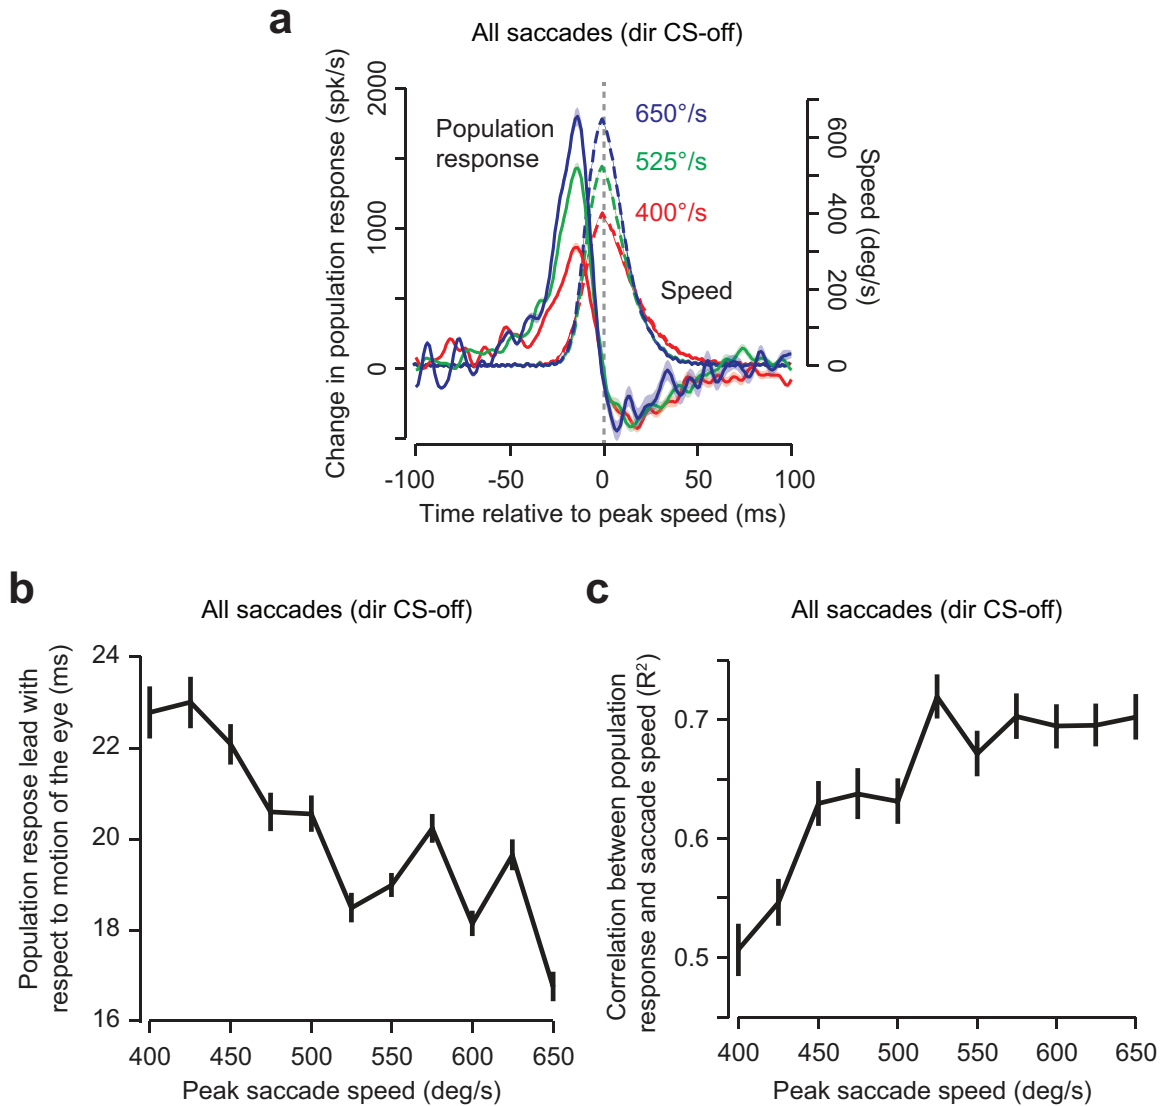 a
All saccades (dir CS-off)
Change in population response (spk/s)
2000
1000
0
Population
response
650°/s
525°/s
400°/s
Speed
600
400
200
0
Speed (deg/s)
-100 -50 0 50 100
Time relative to peak speed (ms)
b
All saccades (dir CS-off)
Population respose lead with
respect to motion of the eye (ms)
24
22
20
18
16
400 450 500 550 600 650
Peak saccade speed (deg/s)
c
All saccades (dir CS-off)
Correlation between population
response and saccade speed (R²)
0.7
0.6
0.5
400 450 500 550 600 650
Peak saccade speed (deg/s)